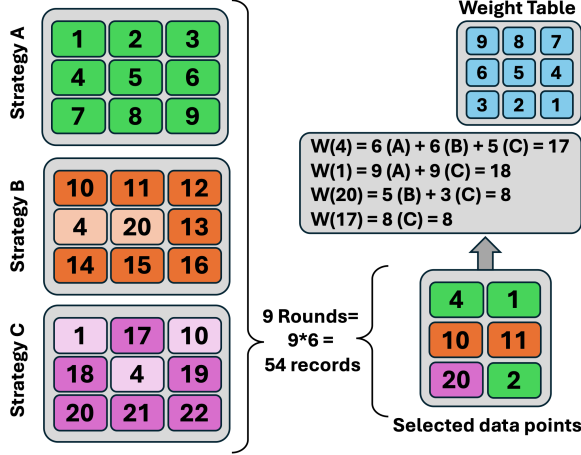 Strategy A
1 2 3
4 5 6
7 8 9
Strategy B
10 11 12
4 20 13
14 15 16
Strategy C
1 17 10
18 4 19
20 21 22
9 Rounds=
9*6 =
54 records
Weight Table
9 8 7
6 5 4
3 2 1
W(4) = 6 (A) + 6 (B) + 5 (C) = 17
W(1) = 9 (A) + 9 (C) = 18
W(20) = 5 (B) + 3 (C) = 8
W(17) = 8 (C) = 8
4 1
10 11
20 2
Selected data points